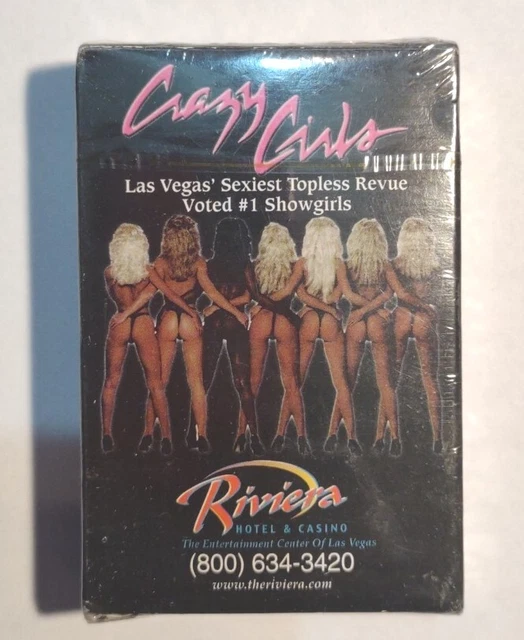 Crazy
Girls
Las Vegas' Sexiest Topless Revue
Voted #1 Showgirls
Riviera
HOTEL & CASINO
The Entertainment Center Of Las Vegas
(800) 634-3420
www.theriviera.com